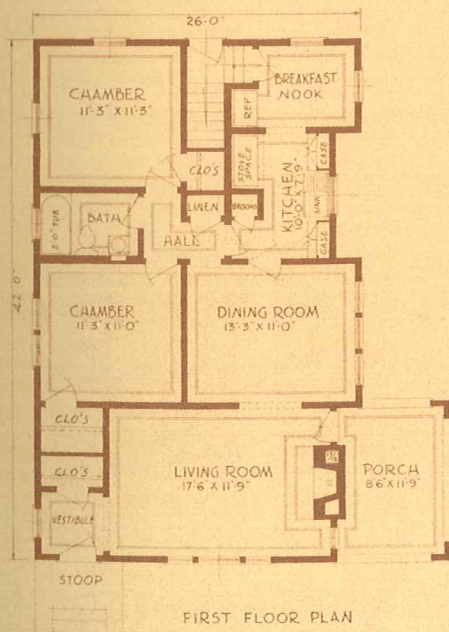 26'-0"
CHAMBER
11'-3" X 11'-3"
BREAKFAST
NOOK
REF
STOVE
SPACE
CASE
KITCHEN
10'-0" X 7'-9"
SINK
CASE
CLO'S
LINEN
BROOMS
5'-0" TUB
BATH
HALL
42'-0"
CHAMBER
11'-3" X 11'-0"
DINING ROOM
13'-3" X 11'-0"
CLO'S
CLO'S
LIVING ROOM
17'-6" X 11'-9"
PORCH
8'6" X 11'-9"
VESTIBULE
STOOP
FIRST FLOOR PLAN